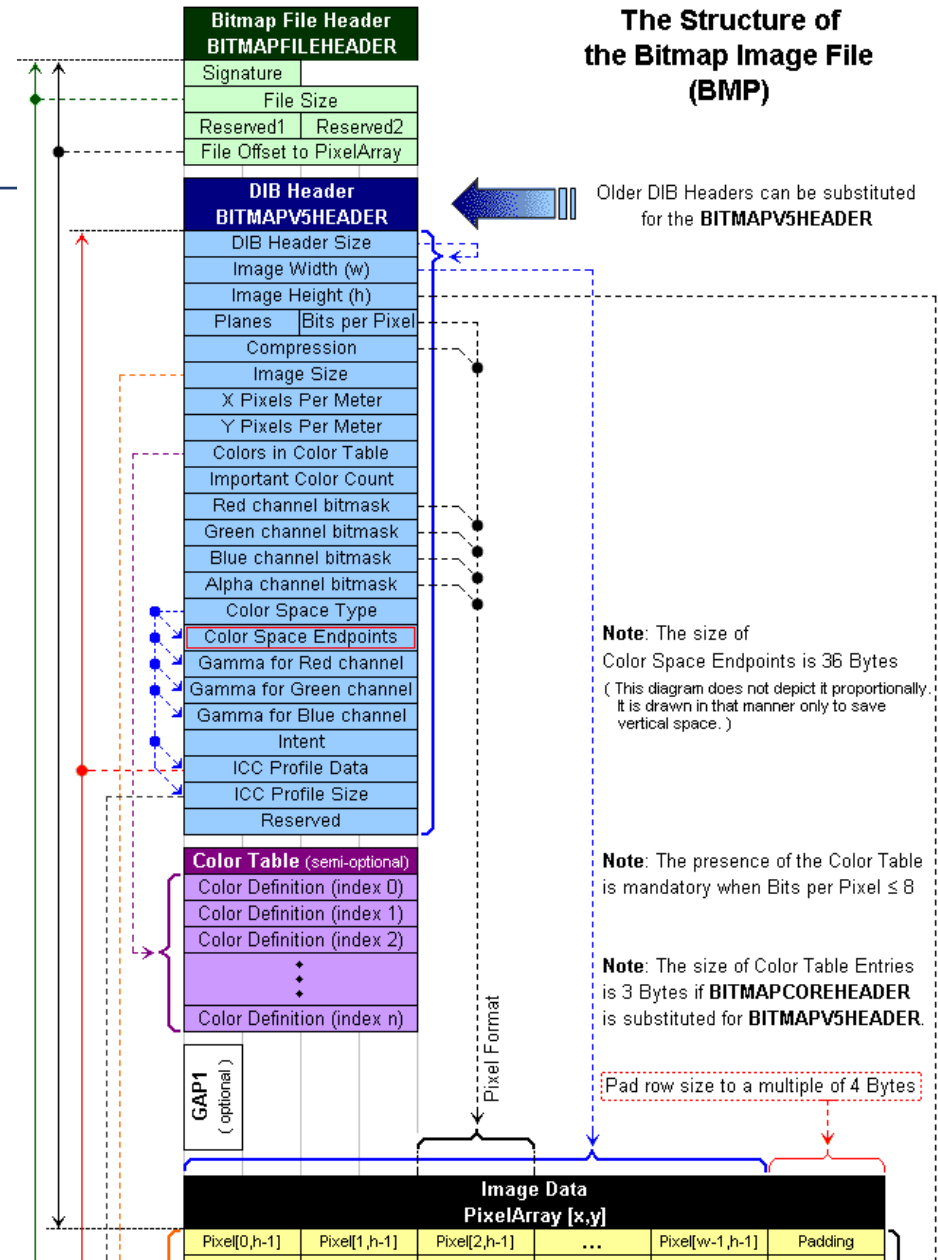 The Structure of
the Bitmap Image File
(BMP)
Bitmap File Header
BITMAPFILEHEADER
Signature
File Size
Reserved1 Reserved2
File Offset to PixelArray
DIB Header
BITMAPV5HEADER
Older DIB Headers can be substituted
for the BITMAPV5HEADER
DIB Header Size
Image Width (w)
Image Height (h)
Planes Bits per Pixel
Compression
Image Size
X Pixels Per Meter
Y Pixels Per Meter
Colors in Color Table
Important Color Count
Red channel bitmask
Green channel bitmask
Blue channel bitmask
Alpha channel bitmask
Color Space Type
Color Space Endpoints
Gamma for Red channel
Gamma for Green channel
Gamma for Blue channel
Intent
ICC Profile Data
ICC Profile Size
Reserved
Note: The size of
Color Space Endpoints is 36 Bytes
( This diagram does not depict it proportionally.
It is drawn in that manner only to save
vertical space. )
Color Table (semi-optional)
Color Definition (index 0)
Color Definition (index 1)
Color Definition (index 2)
Color Definition (index n)
Note: The presence of the Color Table
is mandatory when Bits per Pixel ≤ 8
Note: The size of Color Table Entries
is 3 Bytes if BITMAPCOREHEADER
is substituted for BITMAPV5HEADER.
GAP1
( optional )
Pixel Format
Pad row size to a multiple of 4 Bytes
Image Data
PixelArray [x,y]
Pixel[0,h-1] Pixel[1,h-1] Pixel[2,h-1] ... Pixel[w-1,h-1] Padding